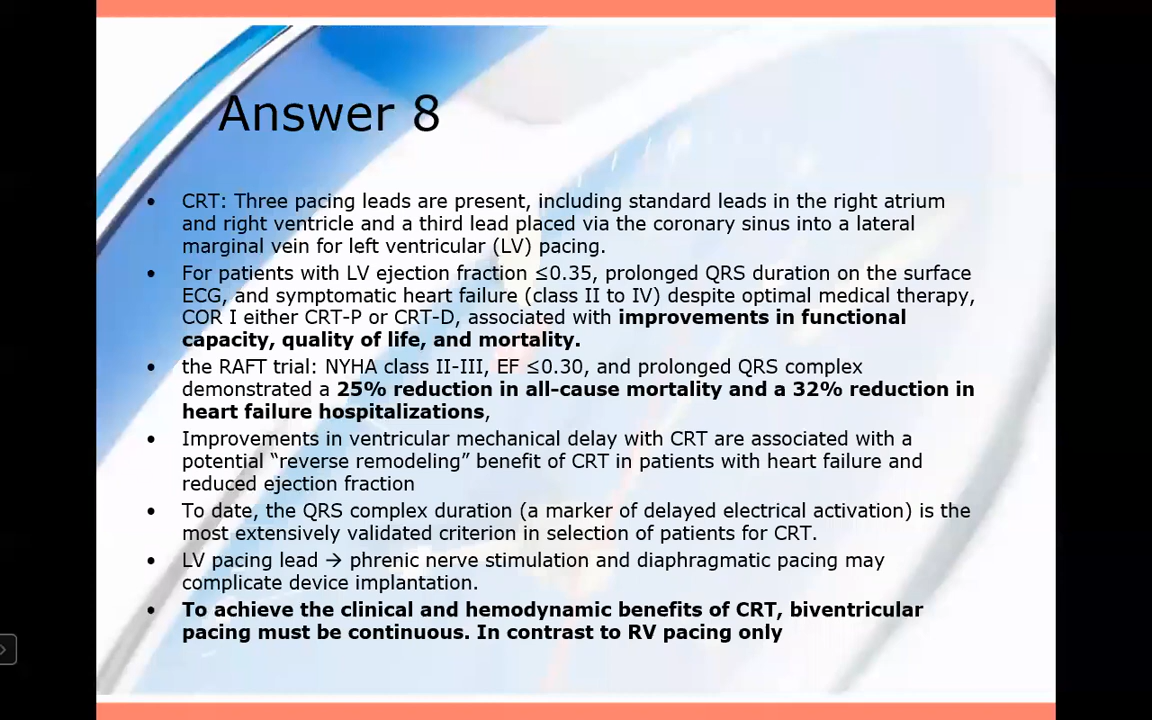 Answer 8
• CRT: Three pacing leads are present, including standard leads in the right atrium
and right ventricle and a third lead placed via the coronary sinus into a lateral
marginal vein for left ventricular (LV) pacing.
• For patients with LV ejection fraction ≤0.35, prolonged QRS duration on the surface
ECG, and symptomatic heart failure (class II to IV) despite optimal medical therapy,
COR I either CRT-P or CRT-D, associated with improvements in functional
capacity, quality of life, and mortality.
• the RAFT trial: NYHA class II-III, EF ≤0.30, and prolonged QRS complex
demonstrated a 25% reduction in all-cause mortality and a 32% reduction in
heart failure hospitalizations,
• Improvements in ventricular mechanical delay with CRT are associated with a
potential “reverse remodeling” benefit of CRT in patients with heart failure and
reduced ejection fraction
• To date, the QRS complex duration (a marker of delayed electrical activation) is the
most extensively validated criterion in selection of patients for CRT.
• LV pacing lead → phrenic nerve stimulation and diaphragmatic pacing may
complicate device implantation.
• To achieve the clinical and hemodynamic benefits of CRT, biventricular
pacing must be continuous. In contrast to RV pacing only